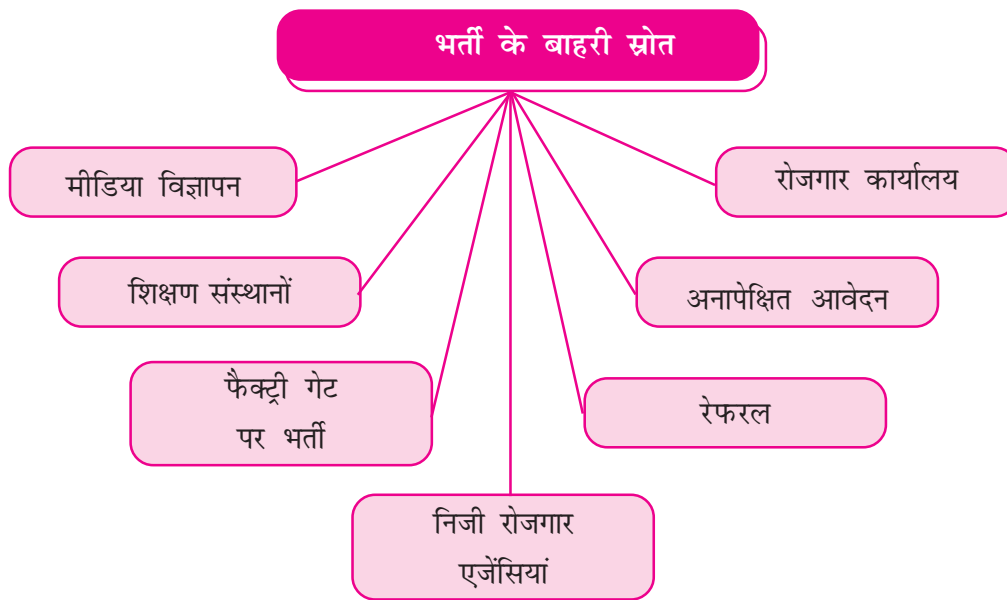 भर्ती के बाहरी स्रोत
मीडिया विज्ञापन
रोजगार कार्यालय
शिक्षण संस्थानों
अनापेक्षित आवेदन
फैक्ट्री गेट
पर भर्ती
रेफरल
निजी रोजगार
एजेंसियां